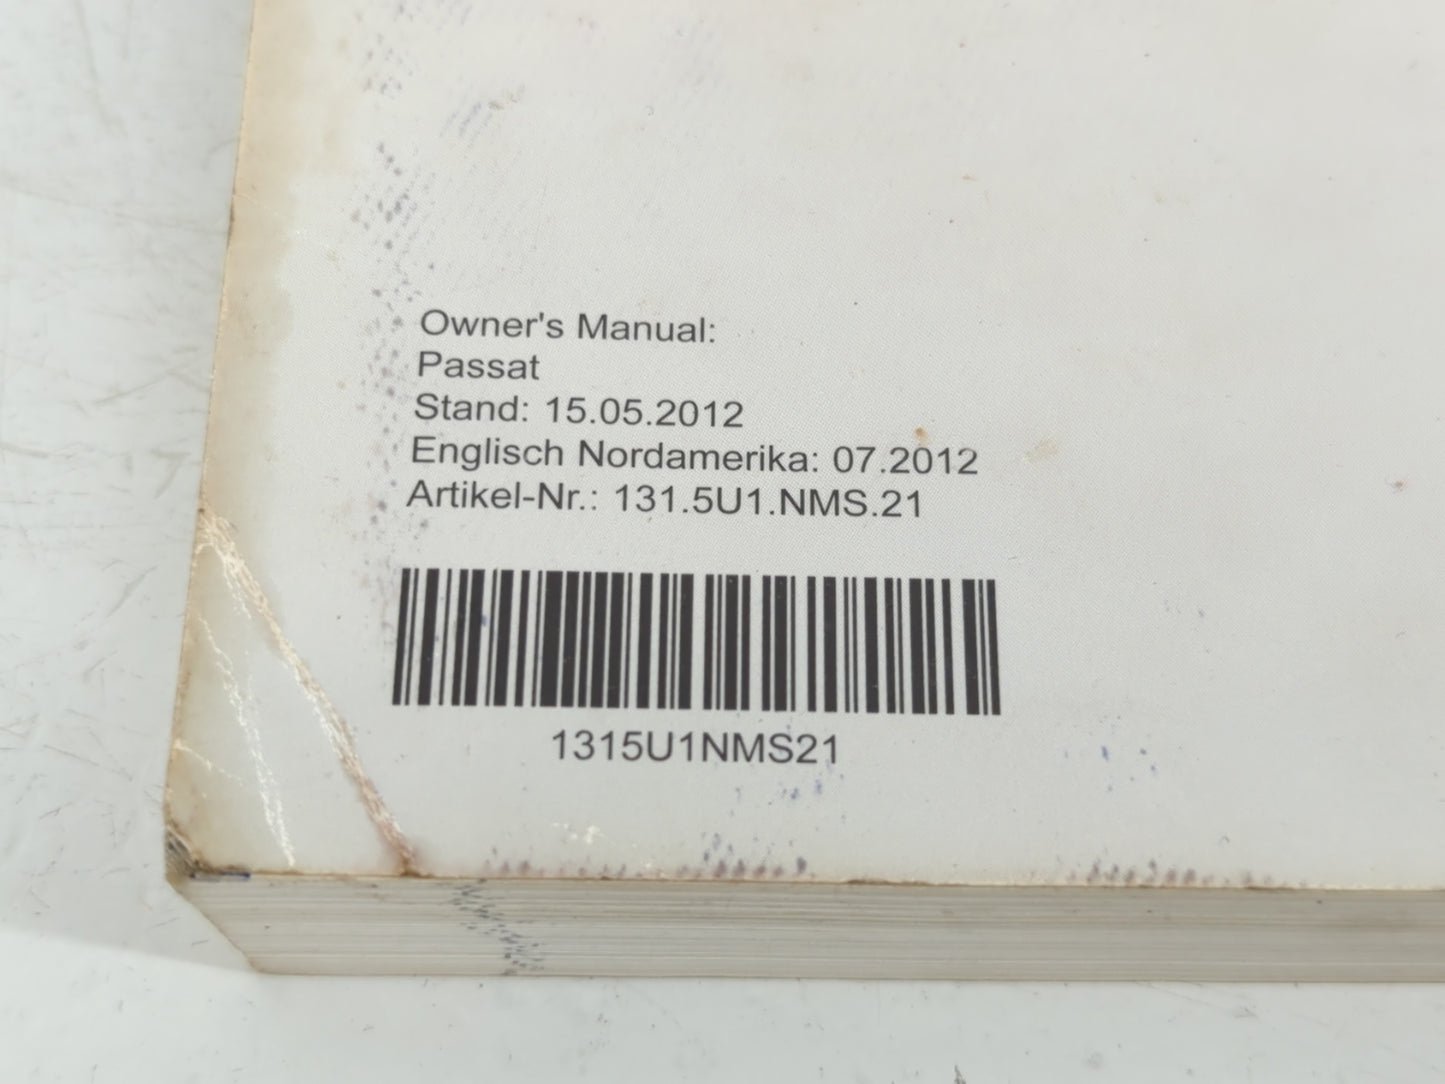 Owner's Manual:
Passat
Stand: 15.05.2012
Englisch Nordamerika: 07.2012
Artikel-Nr.: 131.5U1.NMS.21
1315U1NMS21